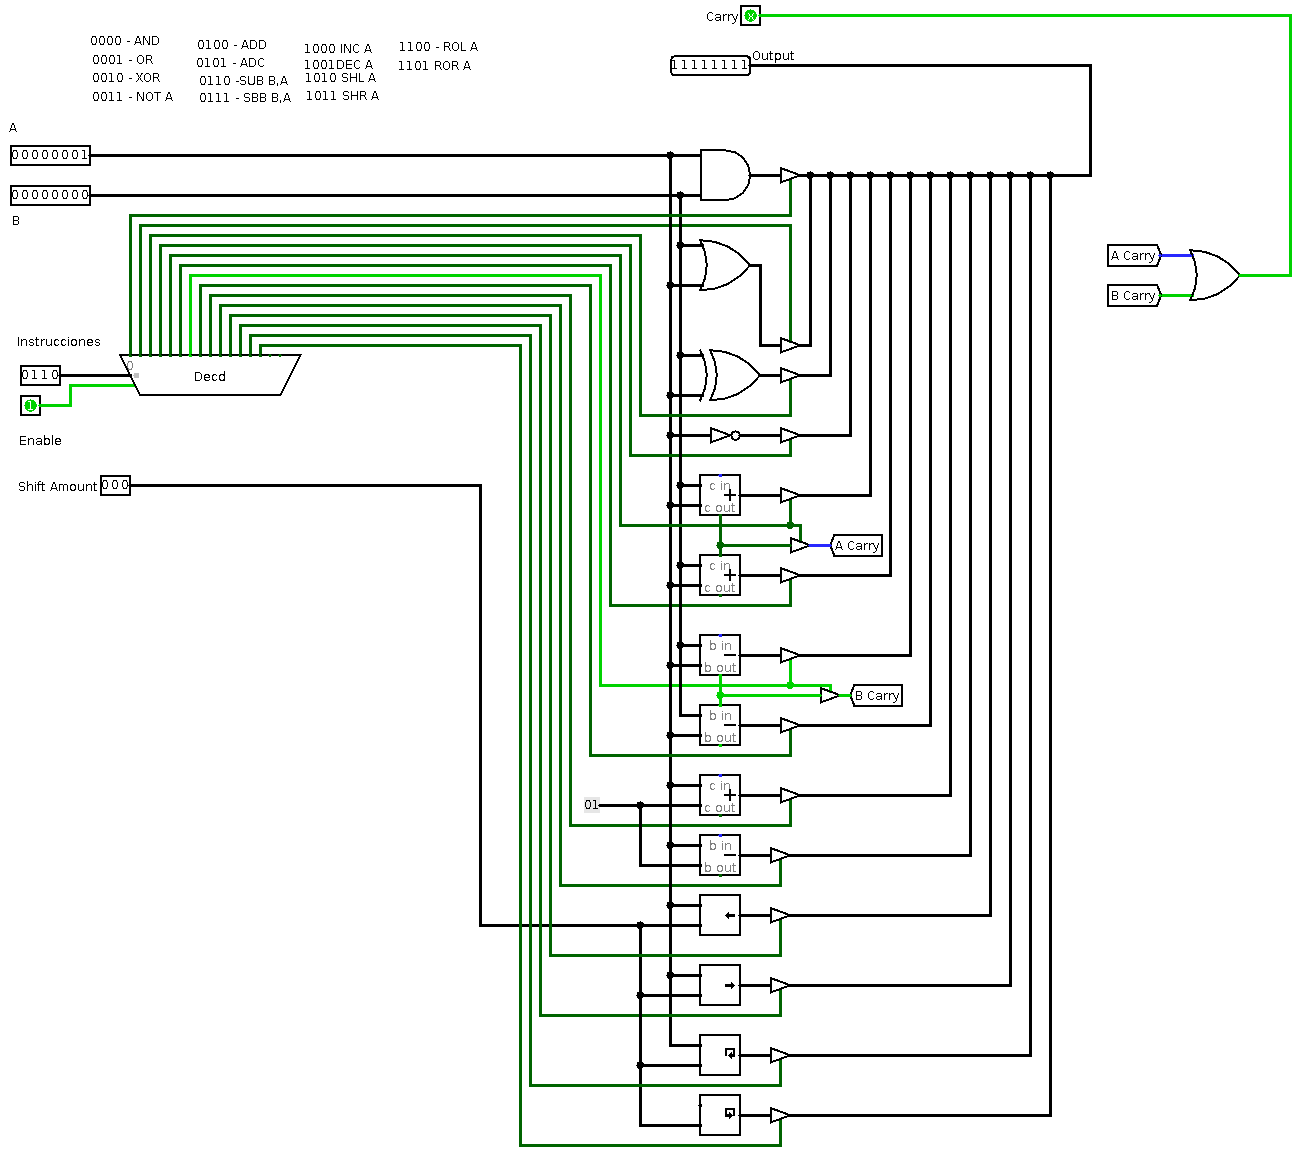 Carry x
0000 - AND
0001 - OR
0010 - XOR
0011 - NOT A
0100 - ADD
0101 - ADC
0110 -SUB B,A
0111 - SBB B,A
1000 INC A
1001DEC A
1010 SHL A
1011 SHR A
1100 - ROL A
1101 ROR A
11111111
Output
A
00000001
00000000
B
A Carry
B Carry
Instrucciones
0110
0
Decd
1
Enable
Shift Amount 000
c in
+
c out
A Carry
c in
+
c out
b in
−
b out
B Carry
b in
−
b out
c in
+
01
c out
b in
−
b out